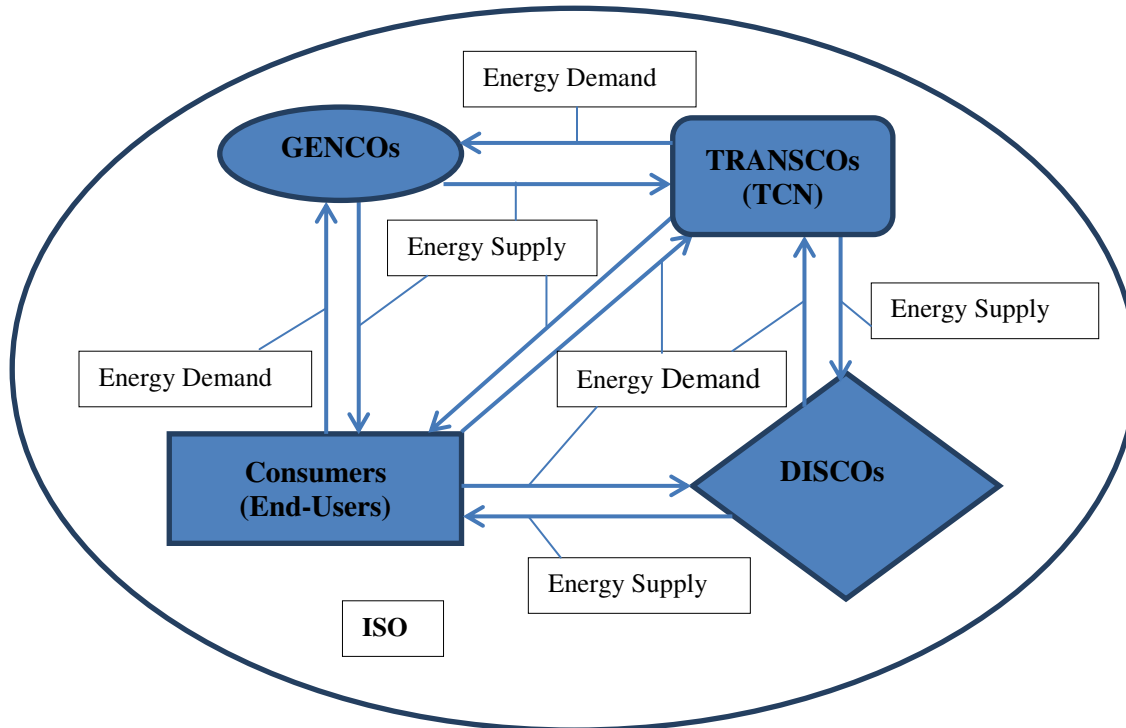 Energy Demand
GENCOs
TRANSCOs
(TCN)
Energy Supply
Energy Supply
Energy Demand
Energy Demand
Consumers
(End-Users)
DISCOs
Energy Supply
ISO